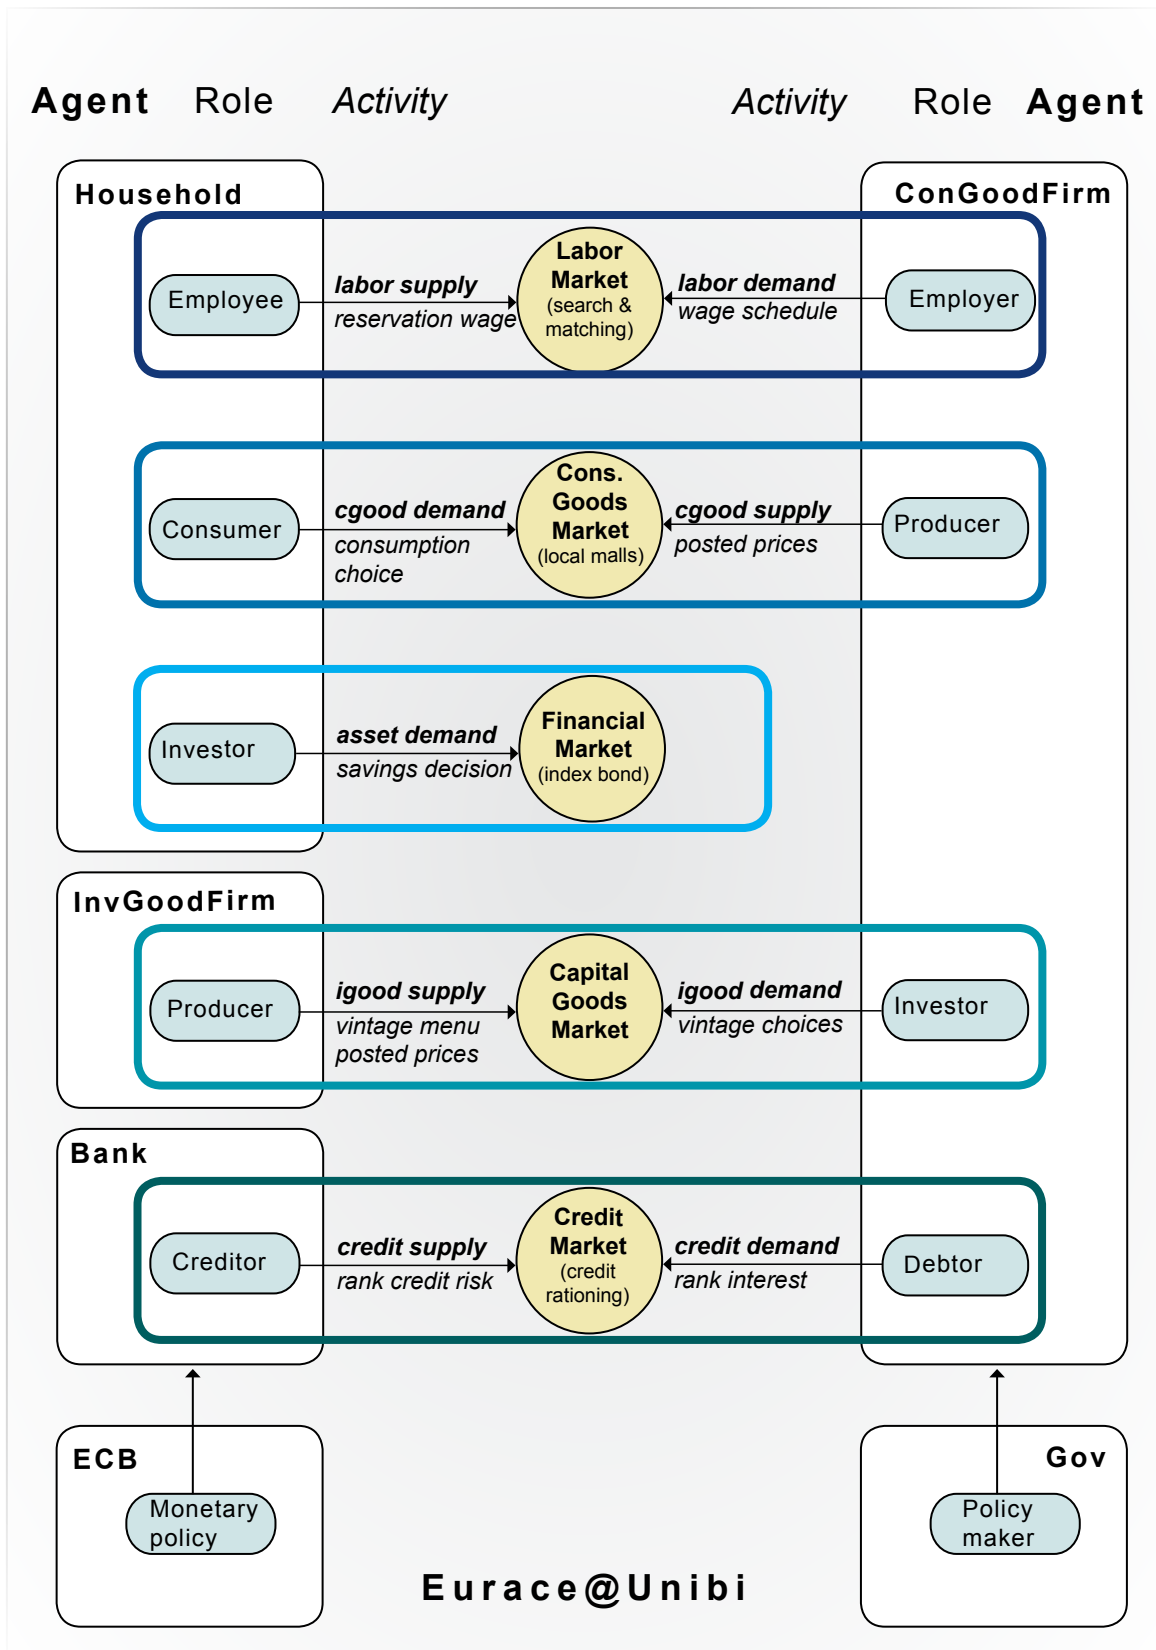 Agent Role Activity Activity Role Agent
Household
ConGoodFirm
Employee
labor supply
reservation wage
Labor
Market
(search &
matching)
labor demand
wage schedule
Employer
Consumer
cgood demand
consumption
choice
Cons.
Goods
Market
(local malls)
cgood supply
posted prices
Producer
Investor
asset demand
savings decision
Financial
Market
(index bond)
InvGoodFirm
Producer
igood supply
vintage menu
posted prices
Capital
Goods
Market
igood demand
vintage choices
Investor
Bank
Creditor
credit supply
rank credit risk
Credit
Market
(credit
rationing)
credit demand
rank interest
Debtor
ECB
Monetary
policy
Gov
Policy
maker
Eurace@Unibi